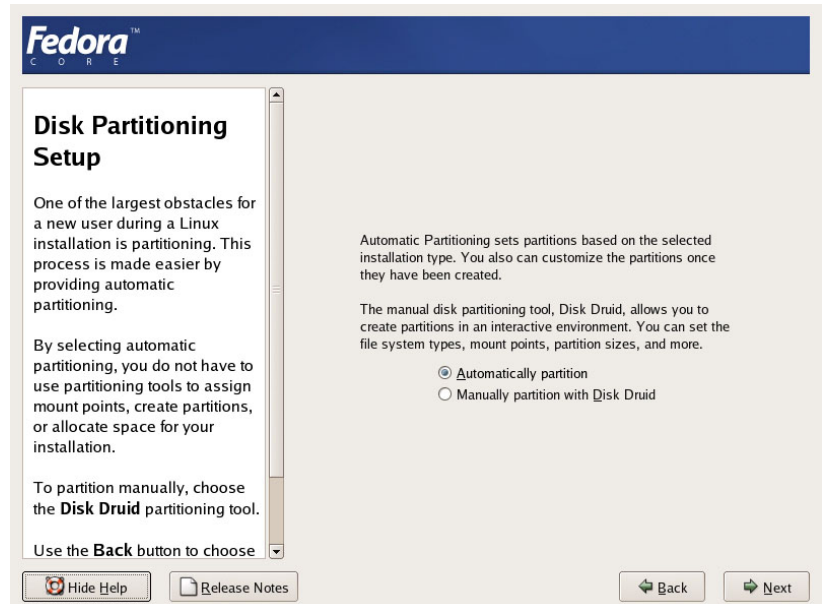 Fedora™
CORE
Disk Partitioning
Setup
One of the largest obstacles for
a new user during a Linux
installation is partitioning. This
process is made easier by
providing automatic
partitioning.
By selecting automatic
partitioning, you do not have to
use partitioning tools to assign
mount points, create partitions,
or allocate space for your
installation.
To partition manually, choose
the Disk Druid partitioning tool.
Use the Back button to choose
Automatic Partitioning sets partitions based on the selected
installation type. You also can customize the partitions once
they have been created.
The manual disk partitioning tool, Disk Druid, allows you to
create partitions in an interactive environment. You can set the
file system types, mount points, partition sizes, and more.
Automatically partition
Manually partition with Disk Druid
Hide Help
Release Notes
Back
Next